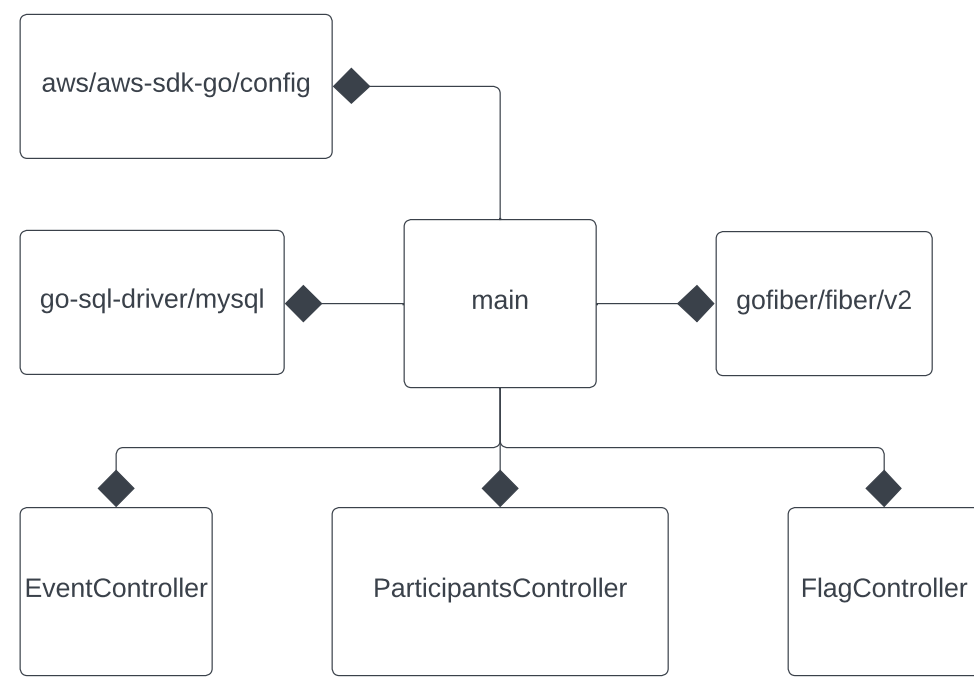 aws/aws-sdk-go/config
go-sql-driver/mysql
main
gofiber/fiber/v2
EventController
ParticipantsController
FlagController